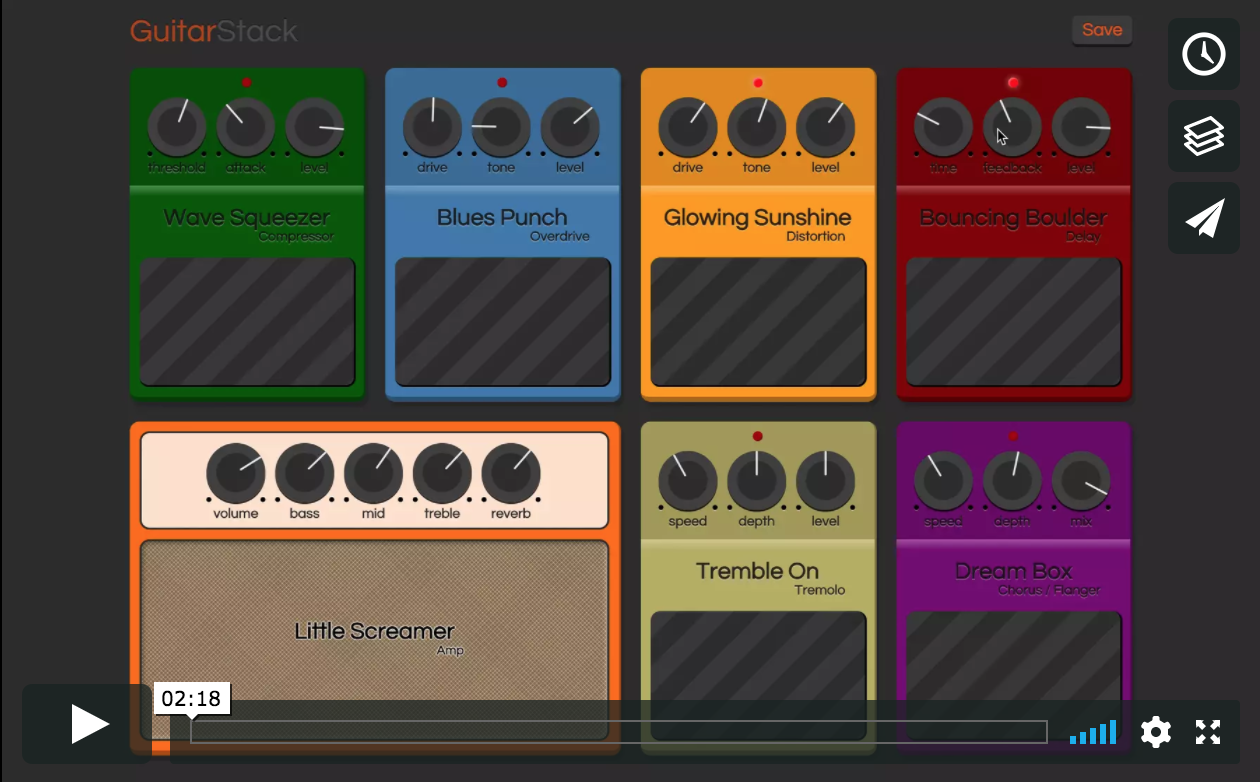 GuitarStack
Save
threshold attack level
drive tone level
drive tone level
time feedback level
Wave Squeezer
Compressor
Blues Punch
Overdrive
Glowing Sunshine
Distortion
Bouncing Boulder
Delay
volume bass mid treble reverb
speed depth level
speed depth mix
Little Screamer
Amp
Tremble On
Tremolo
Dream Box
Chorus / Flanger
02:18